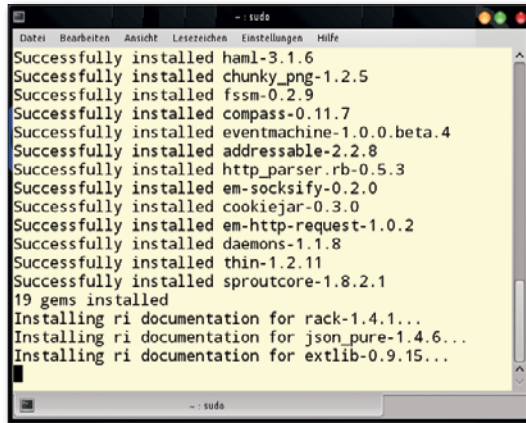 ~ : sudo
Datei Bearbeiten Ansicht Lesezeichen Einstellungen Hilfe
Successfully installed haml-3.1.6
Successfully installed chunky_png-1.2.5
Successfully installed fssm-0.2.9
Successfully installed compass-0.11.7
Successfully installed eventmachine-1.0.0.beta.4
Successfully installed addressable-2.2.8
Successfully installed http_parser.rb-0.5.3
Successfully installed em-socksify-0.2.0
Successfully installed cookiejar-0.3.0
Successfully installed em-http-request-1.0.2
Successfully installed daemons-1.1.8
Successfully installed thin-1.2.11
Successfully installed sproutcore-1.8.2.1
19 gems installed
Installing ri documentation for rack-1.4.1...
Installing ri documentation for json_pure-1.4.6...
Installing ri documentation for extlib-0.9.15...
~ : sudo